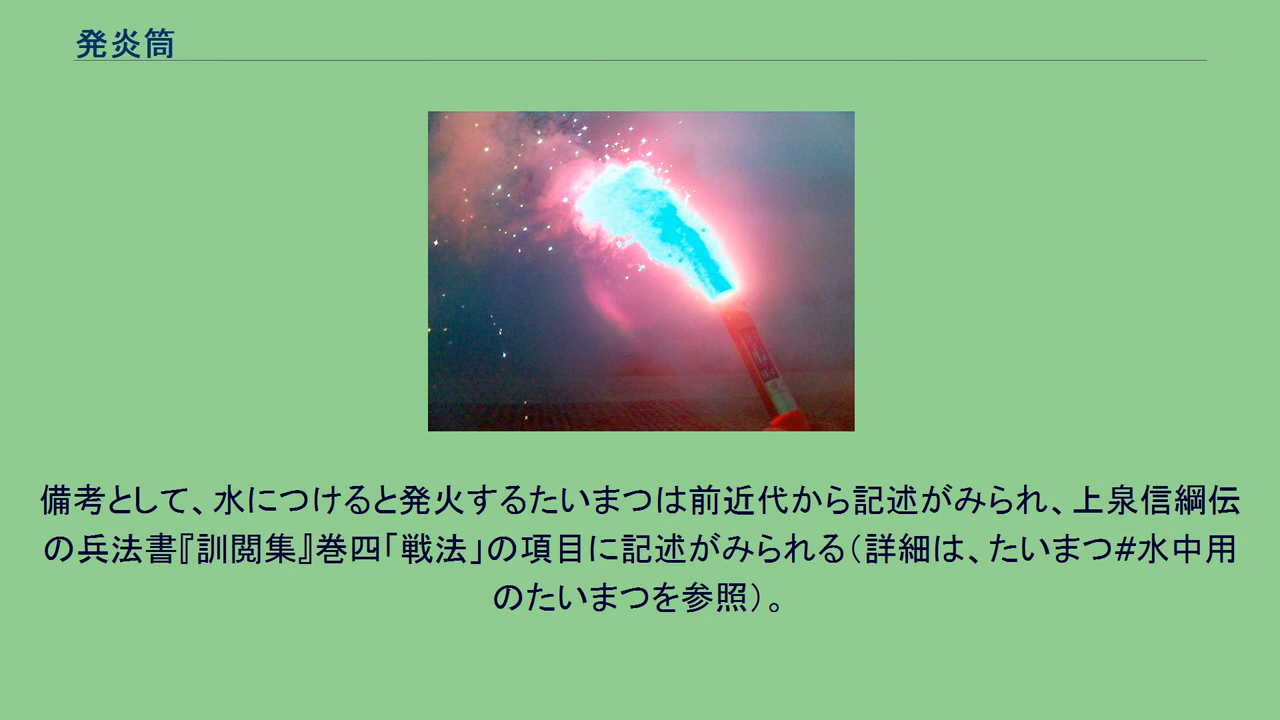 発炎筒
備考として、水につけると発火するたいまつは前近代から記述がみられ、上泉信綱伝
の兵法書『訓閲集』巻四「戦法」の項目に記述がみられる（詳細は、たいまつ#水中用
のたいまつを参照）。